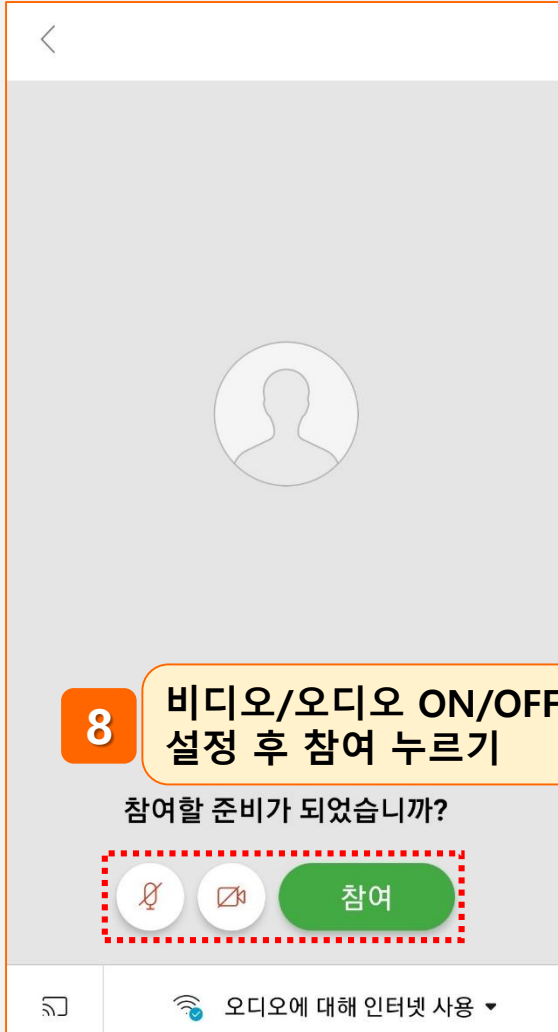 8
비디오/오디오 ON/OFF
설정 후 참여 누르기
참여할 준비가 되었습니까?
참여
오디오에 대해 인터넷 사용